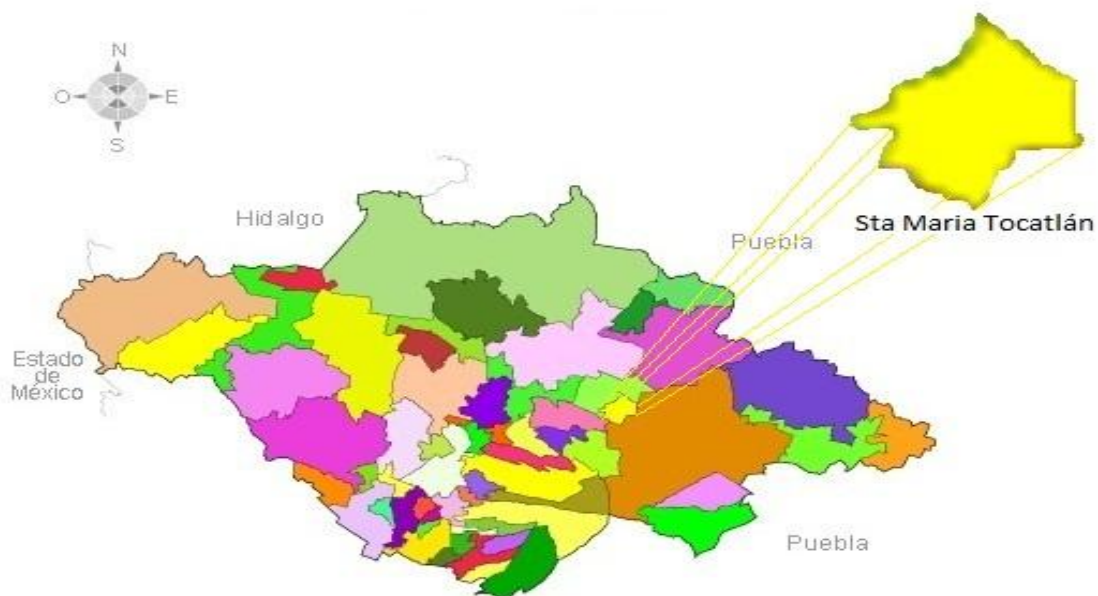 N
O E
S
Hidalgo
Puebla
Sta Maria Tocatlán
Estado
de
México
Puebla